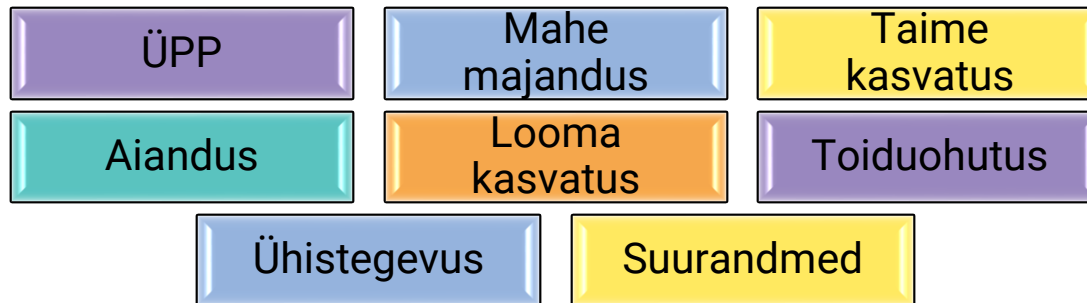 ÜPP
Mahe
majandus
Taime
kasvatus
Aiandus
Looma
kasvatus
Toiduohutus
Ühistegevus
Suurandmed